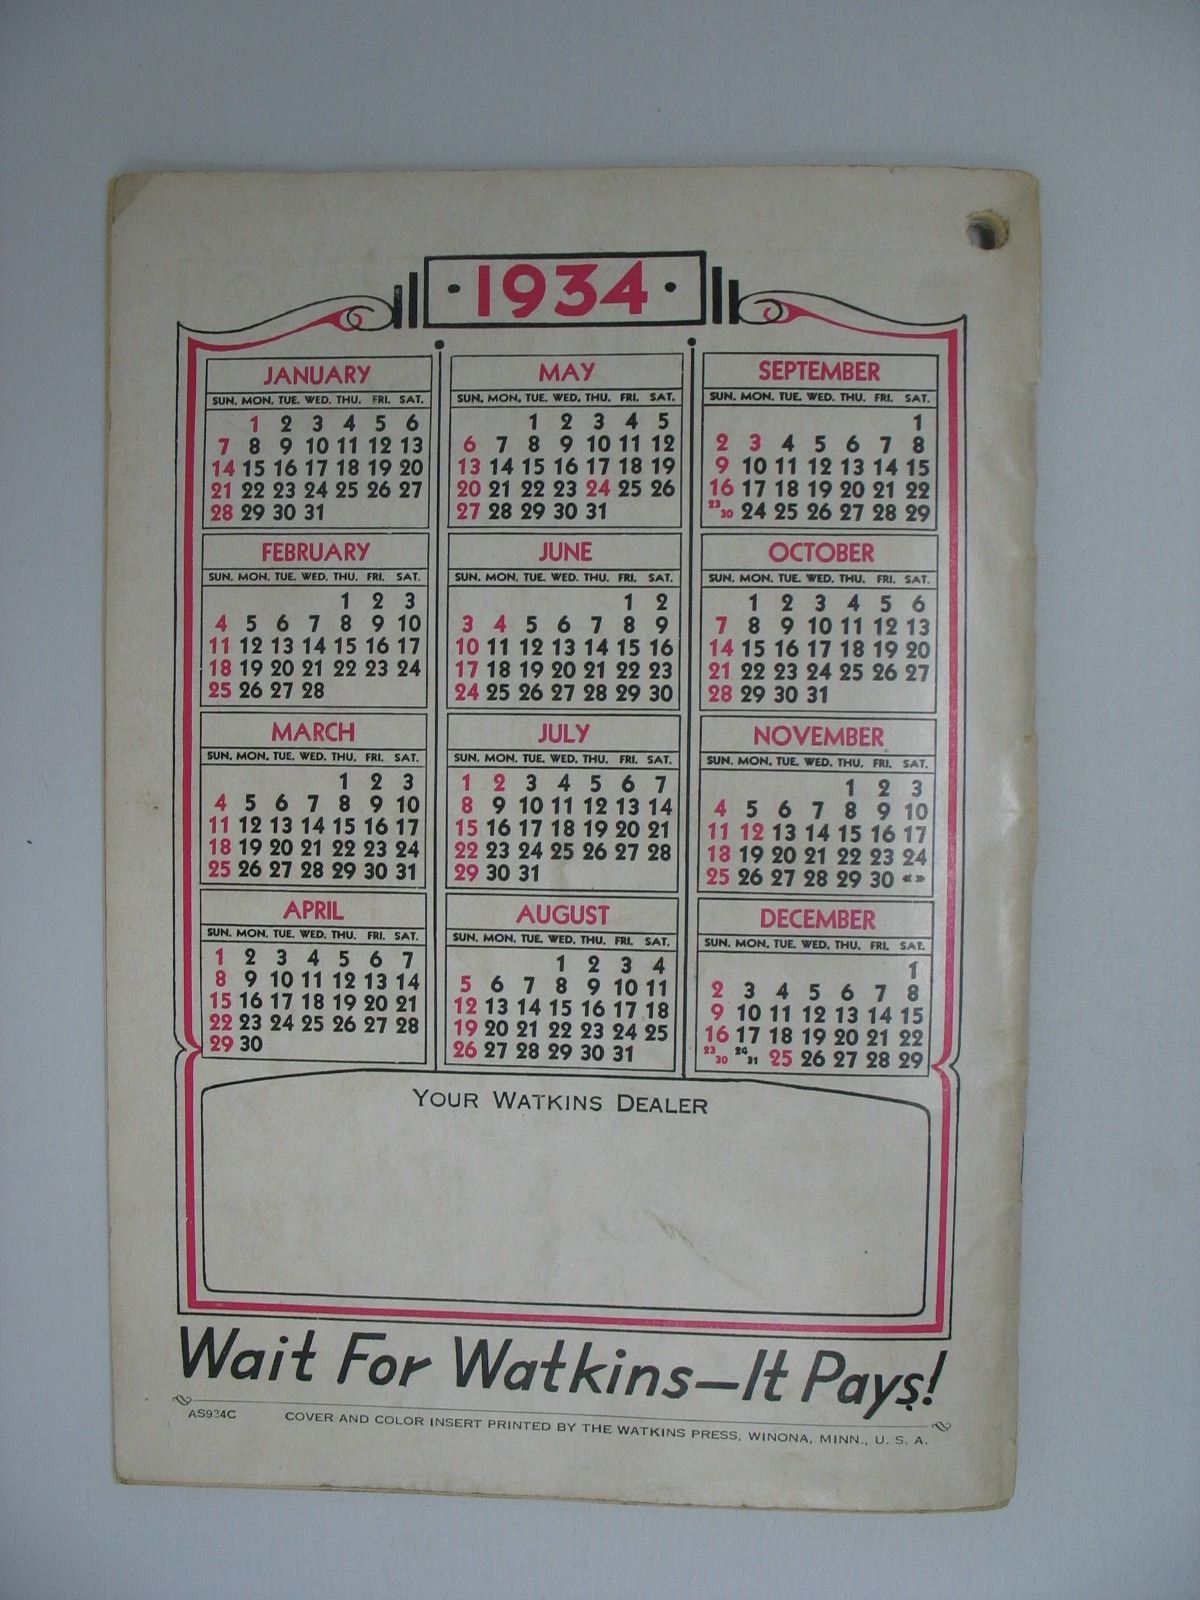 · 1934 ·
JANUARY
SUN. MON. TUE. WED. THU. FRI. SAT.
1 2 3 4 5 6
7 8 9 10 11 12 13
14 15 16 17 18 19 20
21 22 23 24 25 26 27
28 29 30 31
FEBRUARY
SUN. MON. TUE. WED. THU. FRI. SAT.
1 2 3
4 5 6 7 8 9 10
11 12 13 14 15 16 17
18 19 20 21 22 23 24
25 26 27 28
MARCH
SUN. MON. TUE. WED. THU. FRI. SAT.
1 2 3
4 5 6 7 8 9 10
11 12 13 14 15 16 17
18 19 20 21 22 23 24
25 26 27 28 29 30 31
APRIL
SUN. MON. TUE. WED. THU. FRI. SAT.
1 2 3 4 5 6 7
8 9 10 11 12 13 14
15 16 17 18 19 20 21
22 23 24 25 26 27 28
29 30
MAY
SUN. MON. TUE. WED. THU. FRI. SAT.
1 2 3 4 5
6 7 8 9 10 11 12
13 14 15 16 17 18 19
20 21 22 23 24 25 26
27 28 29 30 31
JUNE
SUN. MON. TUE. WED. THU. FRI. SAT.
1 2
3 4 5 6 7 8 9
10 11 12 13 14 15 16
17 18 19 20 21 22 23
24 25 26 27 28 29 30
JULY
SUN. MON. TUE. WED. THU. FRI. SAT.
1 2 3 4 5 6 7
8 9 10 11 12 13 14
15 16 17 18 19 20 21
22 23 24 25 26 27 28
29 30 31
AUGUST
SUN. MON. TUE. WED. THU. FRI. SAT.
1 2 3 4
5 6 7 8 9 10 11
12 13 14 15 16 17 18
19 20 21 22 23 24 25
26 27 28 29 30 31
SEPTEMBER
SUN. MON. TUE. WED. THU. FRI. SAT.
1
2 3 4 5 6 7 8
9 10 11 12 13 14 15
16 17 18 19 20 21 22
23 30 24 25 26 27 28 29
OCTOBER
SUN. MON. TUE. WED. THU. FRI. SAT.
1 2 3 4 5 6
7 8 9 10 11 12 13
14 15 16 17 18 19 20
21 22 23 24 25 26 27
28 29 30 31
NOVEMBER
SUN. MON. TUE. WED. THU. FRI. SAT.
1 2 3
4 5 6 7 8 9 10
11 12 13 14 15 16 17
18 19 20 21 22 23 24
25 26 27 28 29 30 «»
DECEMBER
SUN. MON. TUE. WED. THU. FRI. SAT.
1
2 3 4 5 6 7 8
9 10 11 12 13 14 15
16 17 18 19 20 21 22
23 30 24 31 25 26 27 28 29
YOUR WATKINS DEALER
Wait For Watkins—It Pays!
AS934C COVER AND COLOR INSERT PRINTED BY THE WATKINS PRESS, WINONA, MINN., U. S. A.